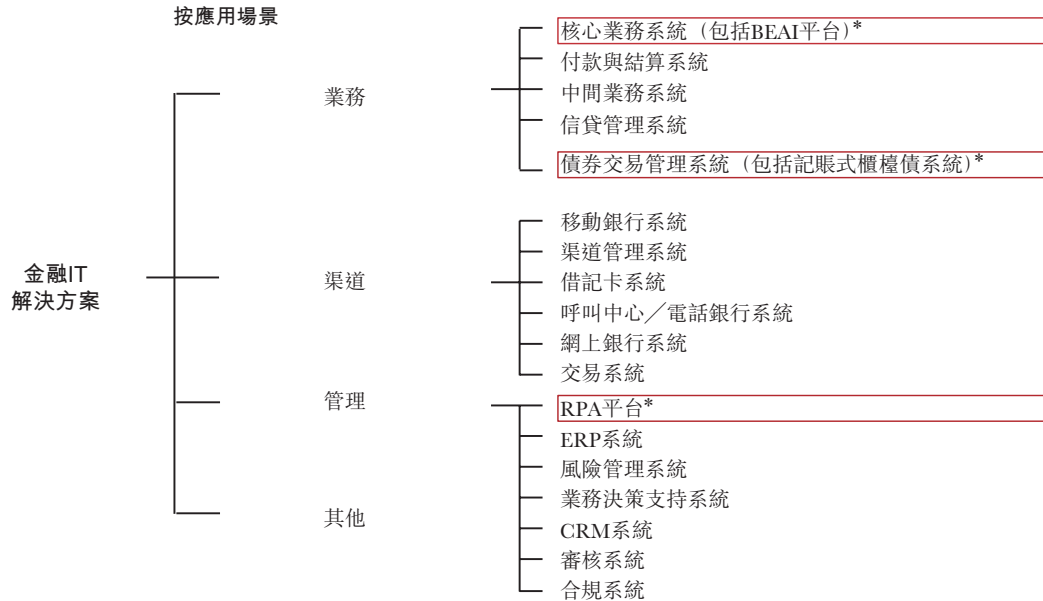 按應用場景
金融IT
解決方案
業務
核心業務系統（包括BEAI平台）*
付款與結算系統
中間業務系統
信貸管理系統
債券交易管理系統（包括記賬式櫃檯債系統）*
渠道
移動銀行系統
渠道管理系統
借記卡系統
呼叫中心／電話銀行系統
網上銀行系統
交易系統
管理
RPA平台*
ERP系統
風險管理系統
業務決策支持系統
CRM系統
審核系統
合規系統
其他